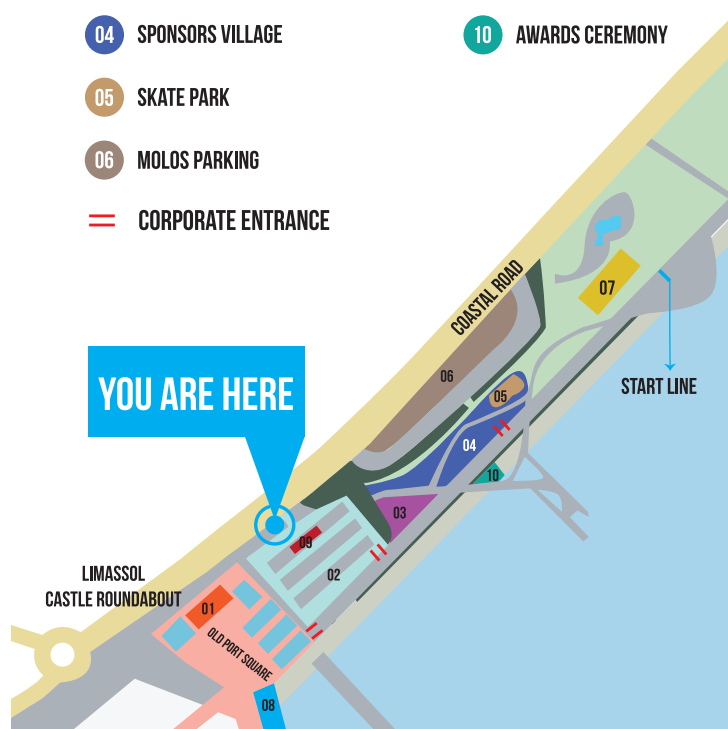 04 SPONSORS VILLAGE
10 AWARDS CEREMONY
05 SKATE PARK
06 MOLOS PARKING
CORPORATE ENTRANCE
COASTAL ROAD
07
START LINE
06
05
04
10
03
YOU ARE HERE
09
02
LIMASSOL
CASTLE ROUNDABOUT
01
OLD PORT SQUARE
08